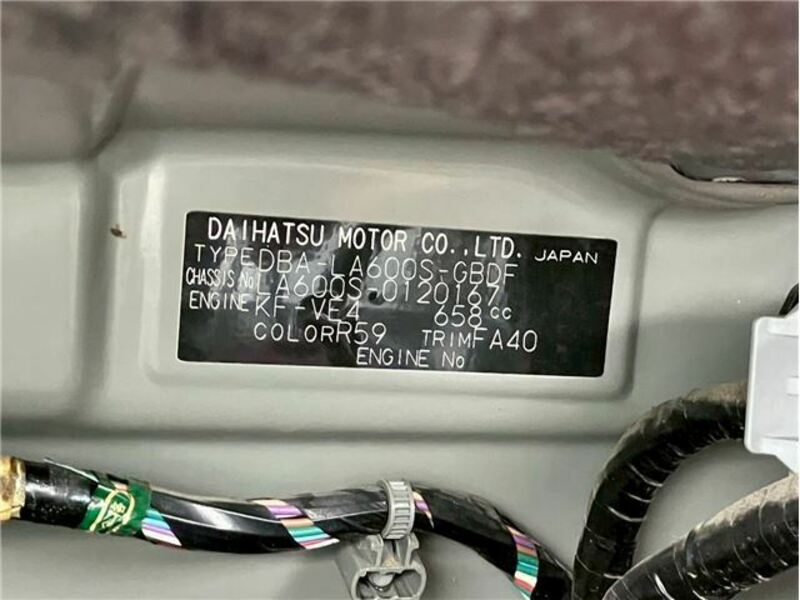 DAIHATSU MOTOR CO.,LTD. JAPAN
TYPE DBA-LA600S-GBDF
CHASSIS No LA600S-0120167
ENGINE KF-VE4 658cc
COLOR R59 TRIM FA40
ENGINE No